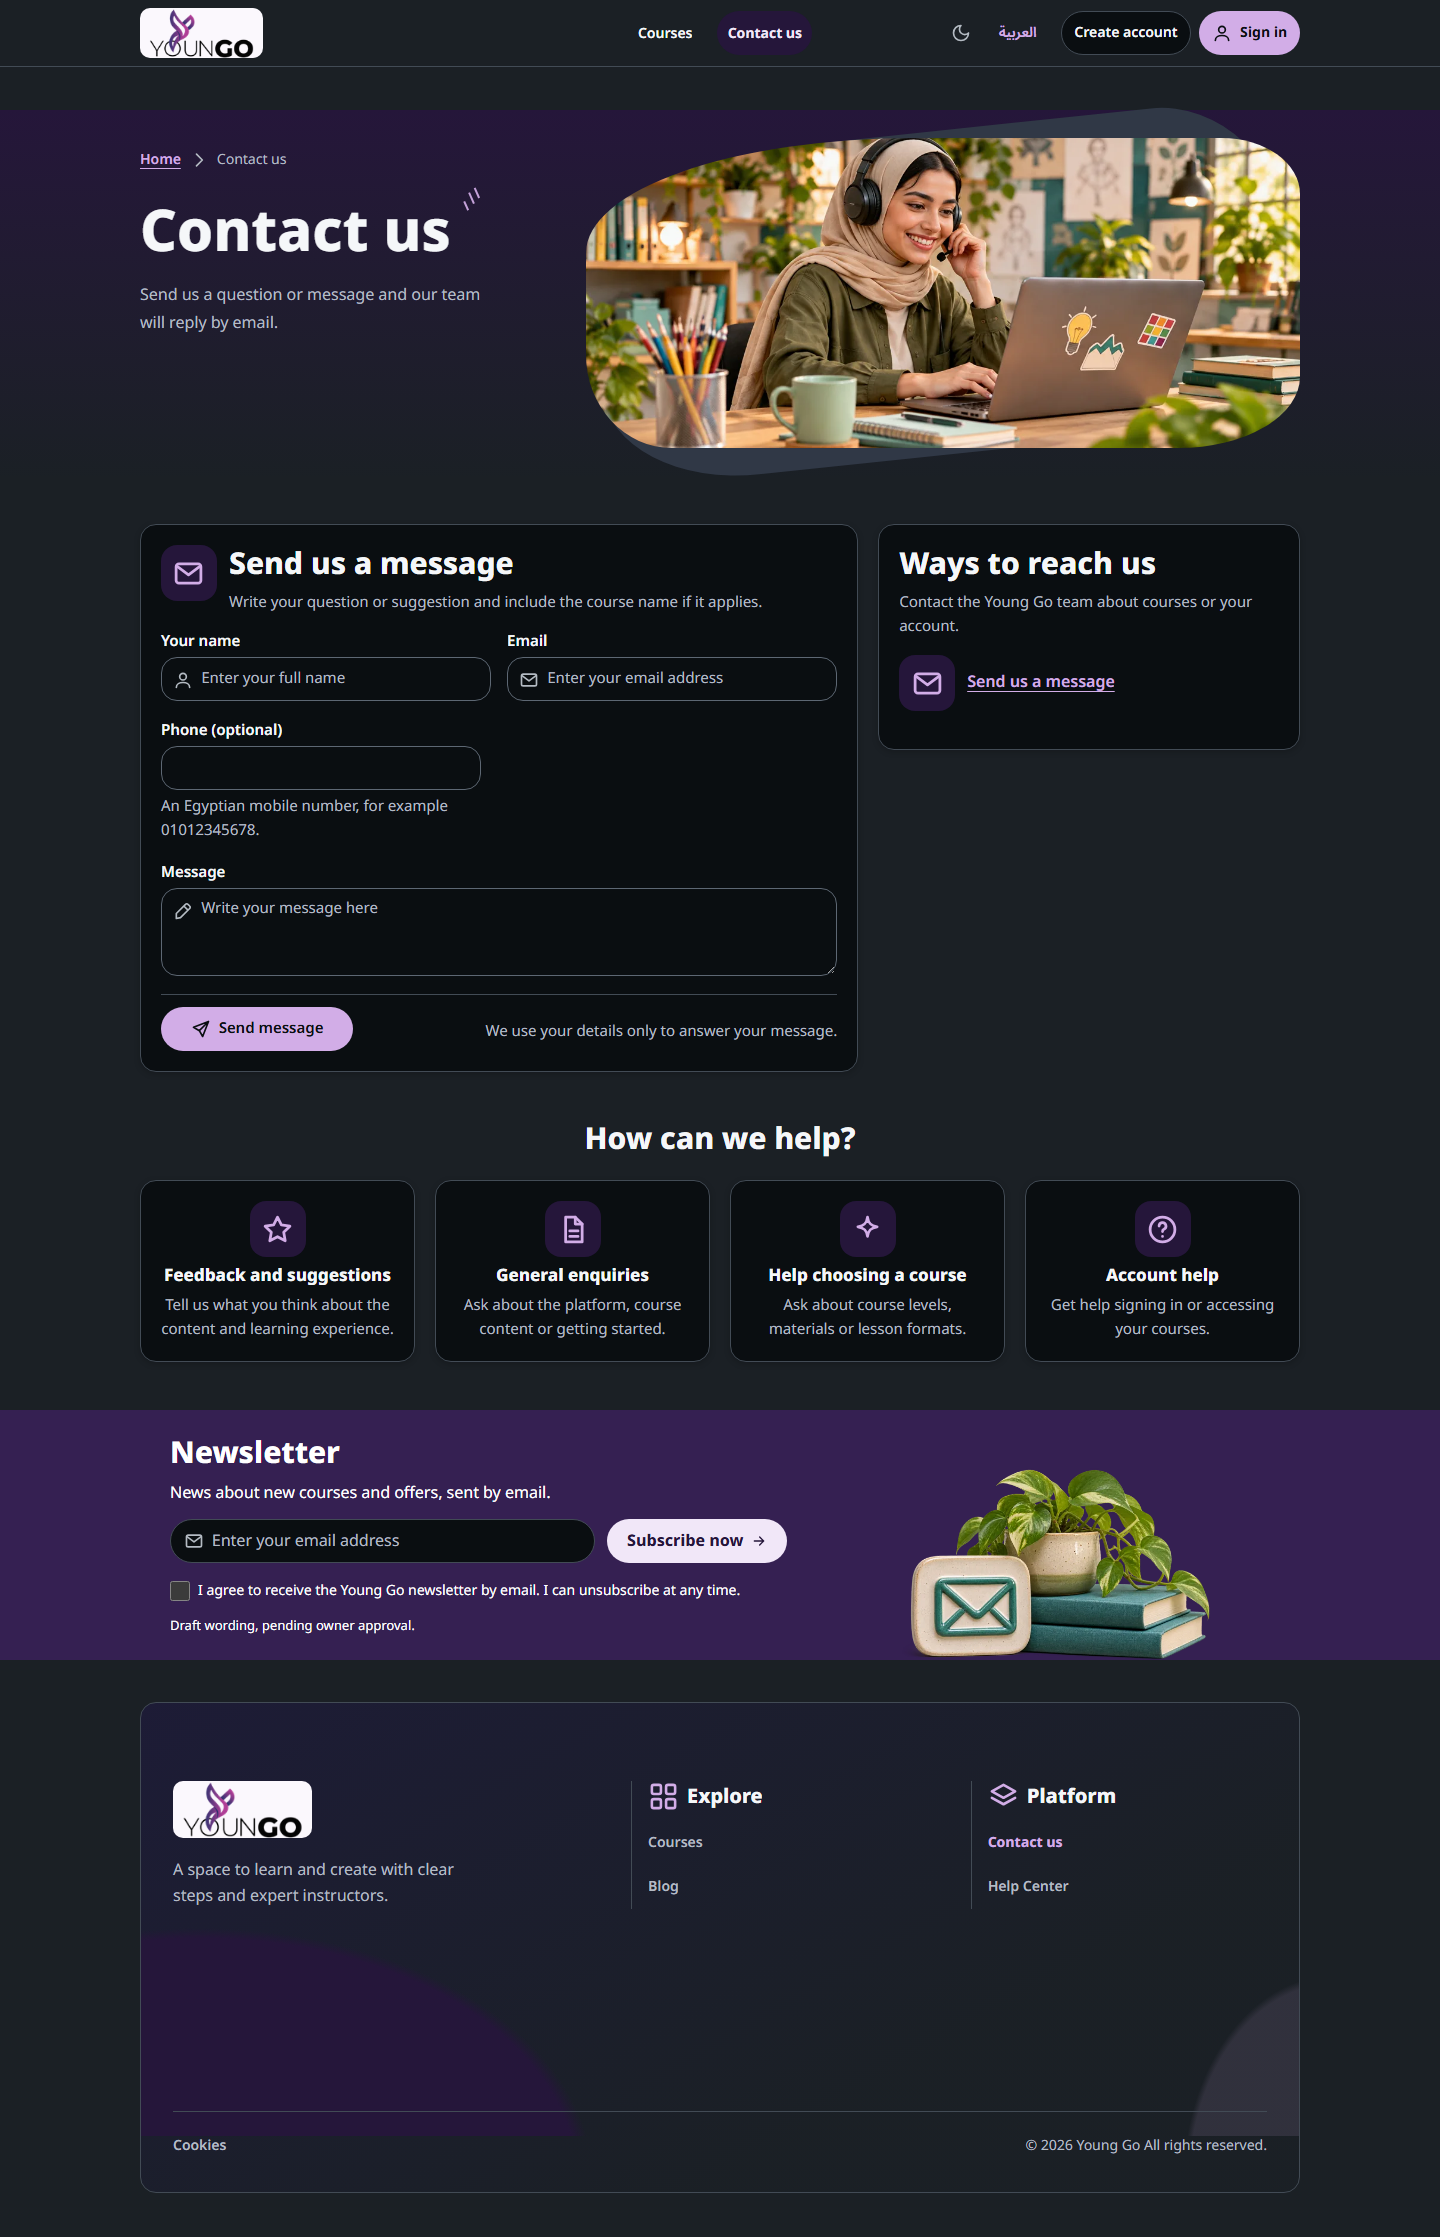 YOUNGO
Courses
Contact us
العربية
Create account
Sign in
Home
Contact us
Contact us
Send us a question or message and our team
will reply by email.
Send us a message
Write your question or suggestion and include the course name if it applies.
Your name
Email
Enter your full name
Enter your email address
Phone (optional)
An Egyptian mobile number, for example
01012345678.
Message
Write your message here
Send message
We use your details only to answer your message.
Ways to reach us
Contact the Young Go team about courses or your
account.
Send us a message
How can we help?
Feedback and suggestions
Tell us what you think about the
content and learning experience.
General enquiries
Ask about the platform, course
content or getting started.
Help choosing a course
Ask about course levels,
materials or lesson formats.
Account help
Get help signing in or accessing
your courses.
Newsletter
News about new courses and offers, sent by email.
Enter your email address
Subscribe now
I agree to receive the Young Go newsletter by email. I can unsubscribe at any time.
Draft wording, pending owner approval.
YOUNGO
A space to learn and create with clear
steps and expert instructors.
Explore
Courses
Blog
Platform
Contact us
Help Center
Cookies
© 2026 Young Go All rights reserved.